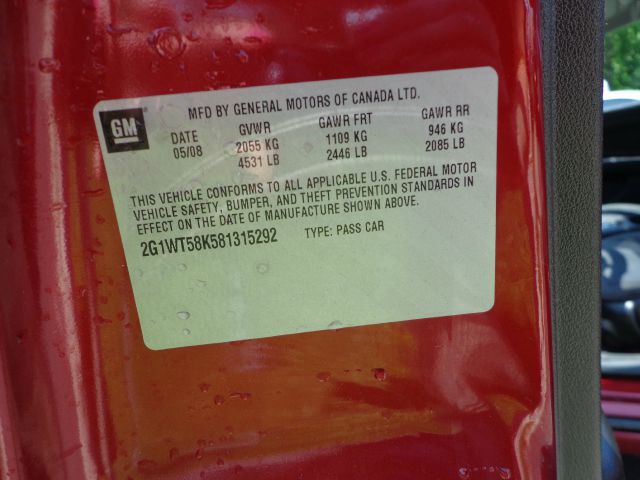 MFD BY GENERAL MOTORS OF CANADA LTD.
GM
DATE GVWR GAWR FRT GAWR RR
05/08 2055 KG 1109 KG 946 KG
4531 LB 2446 LB 2085 LB
THIS VEHICLE CONFORMS TO ALL APPLICABLE U.S. FEDERAL MOTOR
VEHICLE SAFETY, BUMPER, AND THEFT PREVENTION STANDARDS IN
EFFECT ON THE DATE OF MANUFACTURE SHOWN ABOVE.
2G1WT58K581315292 TYPE: PASS CAR